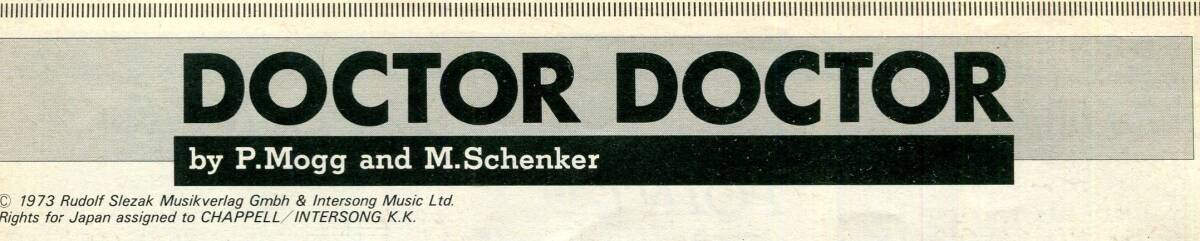 DOCTOR DOCTOR
by P.Mogg and M.Schenker
© 1973 Rudolf Slezak Musikverlag Gmbh & Intersong Music Ltd.
Rights for Japan assigned to CHAPPELL/INTERSONG K.K.